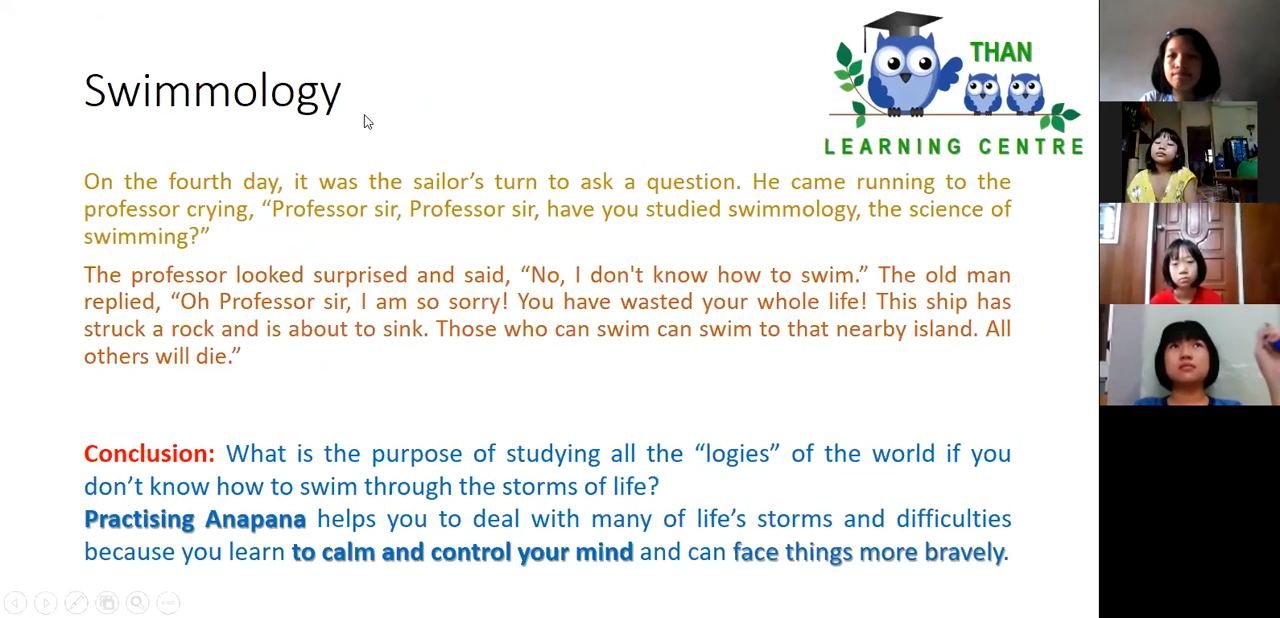 Swimmology
THAN
LEARNING CENTRE
On the fourth day, it was the sailor’s turn to ask a question. He came running to the
professor crying, “Professor sir, Professor sir, have you studied swimmology, the science of
swimming?”
The professor looked surprised and said, “No, I don't know how to swim.” The old man
replied, “Oh Professor sir, I am so sorry! You have wasted your whole life! This ship has
struck a rock and is about to sink. Those who can swim can swim to that nearby island. All
others will die.”
Conclusion: What is the purpose of studying all the “logies” of the world if you
don’t know how to swim through the storms of life?
Practising Anapana helps you to deal with many of life’s storms and difficulties
because you learn to calm and control your mind and can face things more bravely.